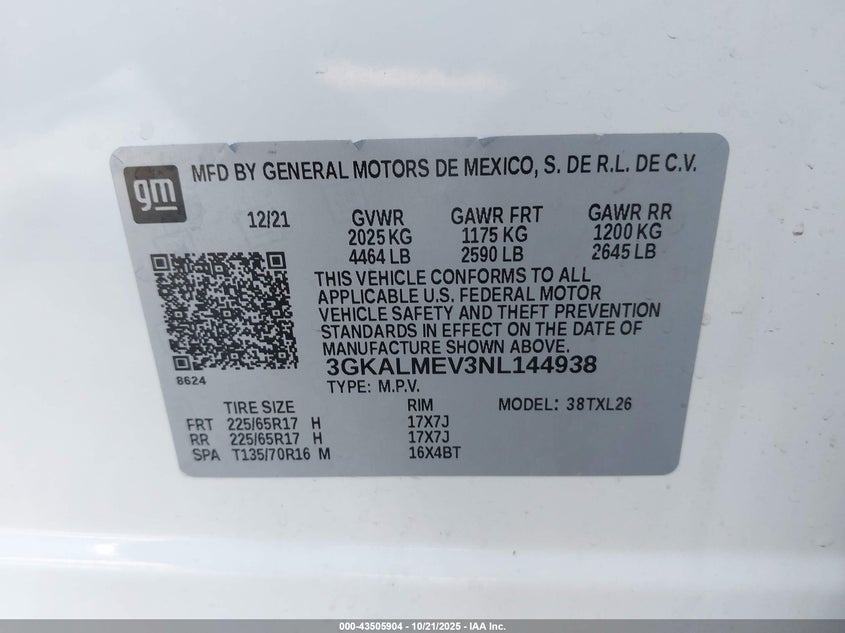 gm
MFD BY GENERAL MOTORS DE MEXICO, S. DE R.L. DE C.V.
12/21 GVWR GAWR FRT GAWR RR
2025 KG 1175 KG 1200 KG
4464 LB 2590 LB 2645 LB
THIS VEHICLE CONFORMS TO ALL
APPLICABLE U.S. FEDERAL MOTOR
VEHICLE SAFETY AND THEFT PREVENTION
STANDARDS IN EFFECT ON THE DATE OF
MANUFACTURE SHOWN ABOVE.
8624
3GKALMEV3NL144938
TYPE: M.P.V.
TIRE SIZE RIM MODEL: 38TXL26
FRT 225/65R17 H 17X7J
RR 225/65R17 H 17X7J
SPA T135/70R16 M 16X4BT
000-43505904 - 10/21/2025 - IAA Inc.